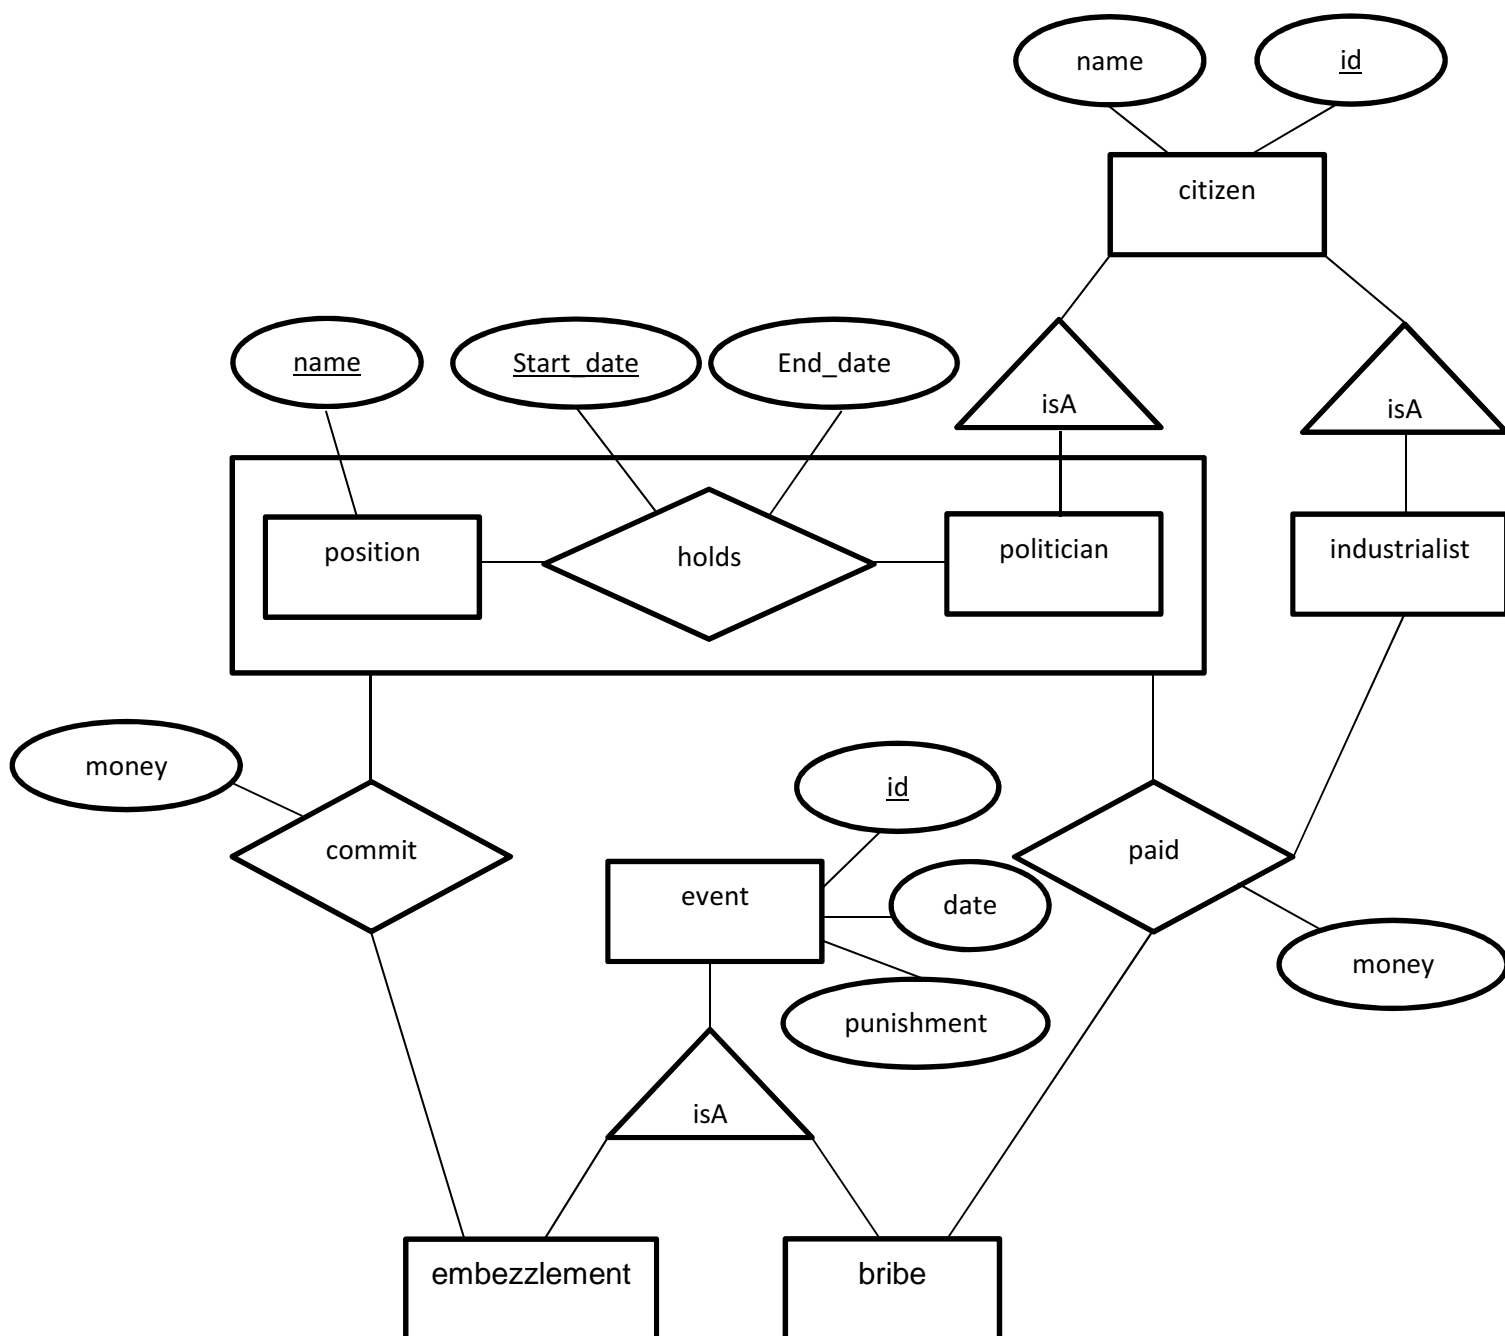 name
id
citizen
name
Start_date
End_date
isA
isA
position
holds
politician
industrialist
money
id
commit
event
date
paid
money
punishment
isA
embezzlement
bribe